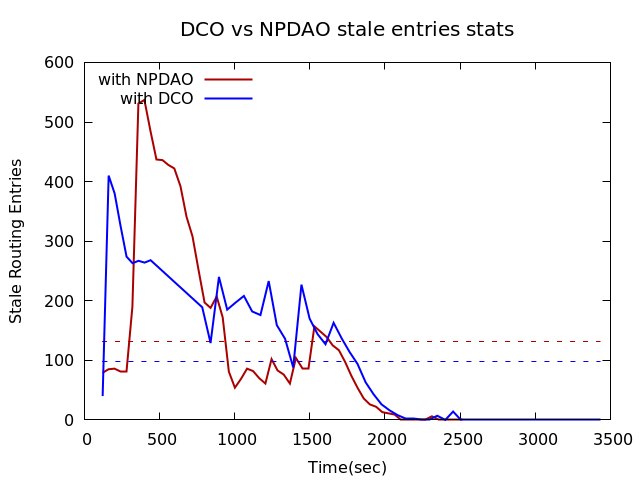 DCO vs NPDAO stale entries stats
600
500
400
300
200
100
0
Stale Routing Entries
with NPDAO
with DCO
0 500 1000 1500 2000 2500 3000 3500
Time(sec)